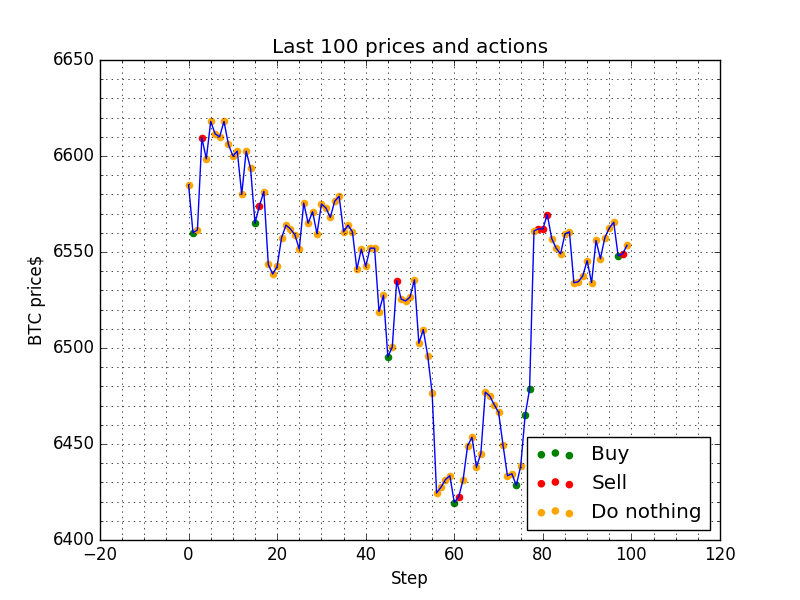 Last 100 prices and actions
6650
6600
6550
6500
6450
6400
BTC price$
Buy
Sell
Do nothing
−20 0 20 40 60 80 100 120
Step